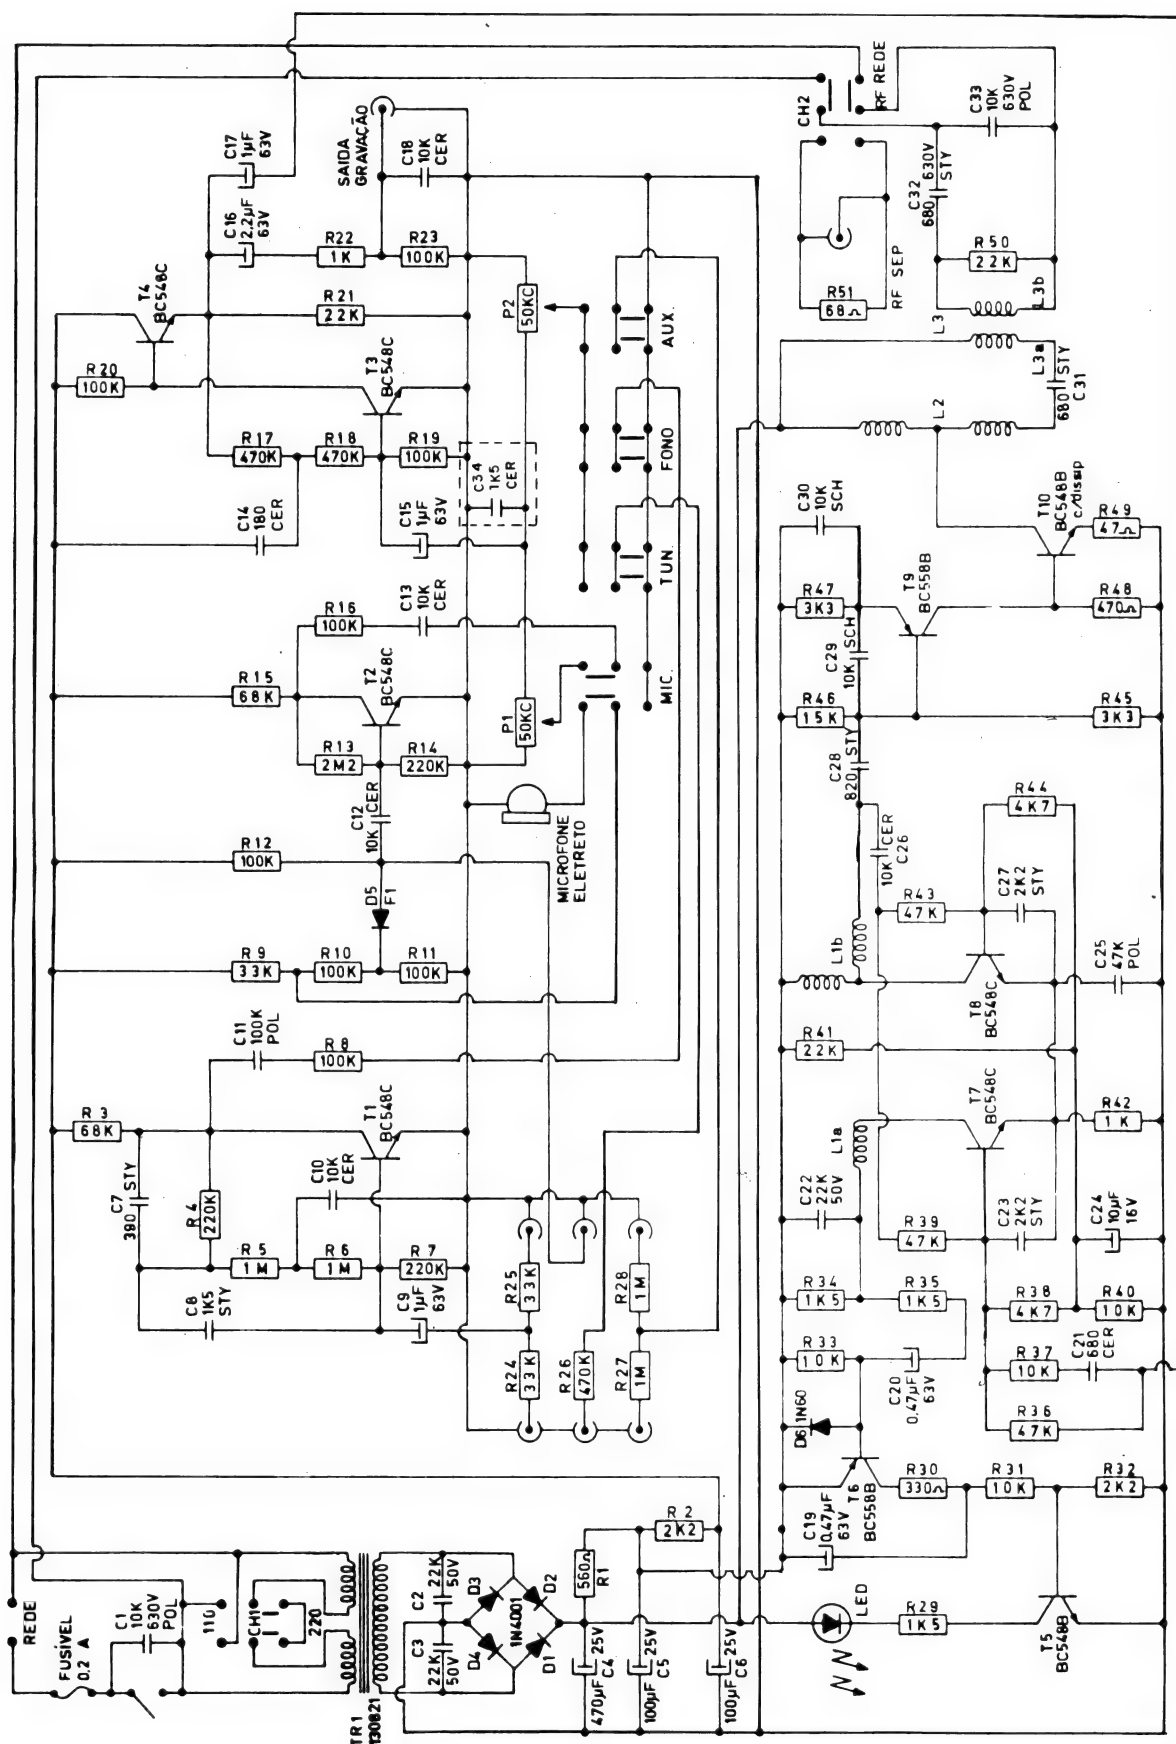 C17
1µF
63V
SAIDA
GRAVAÇÃO
C18
10K
CER
CH2
RF REDE
C33
10K
630V
POL
C16
2,2µF
63V
R22
1K
R23
100K
C32
680
630V
STY
R50
22K
T4
BC548C
R21
22K
P2
50KC
RF SEP
R51
68Ω
L3
L3b
R20
100K
T3
BC548C
AUX.
L3a
680
STY
C31
R17
470K
R18
470K
R19
100K
C34
1K5
CER
FONO
L2
C14
180
CER
C15
1µF
63V
TUN.
C30
10K
SCH
T10
BC548B
c/dissip
R49
47Ω
R16
100K
C13
10K
CER
R47
3K3
T9
BC558B
R48
470Ω
R15
68K
T2
BC548C
MIC.
C29
10K
SCH
R13
2M2
R14
220K
P1
50KC
R46
15K
R45
3K3
C12
10K
CER
MICROFONE
ELETRETO
C28
820
STY
R44
4K7
R12
100K
D5
F1
10K
CER
C26
R43
47K
C27
2K2
STY
R9
33K
R10
100K
R11
100K
L1b
T8
BC548C
C25
47K
POL
C11
100K
POL
R8
100K
R41
22K
R3
68K
T1
BC548C
L1a
T7
BC548C
R42
1K
C7
390
STY
R4
220K
C10
10K
CER
C22
22K
50V
R39
47K
C23
2K2
STY
C24
10µF
16V
R5
1M
R6
1M
R7
220K
R25
33K
R28
1M
R34
1K5
R35
1K5
R38
4K7
R40
10K
C8
1K5
STY
C9
1µF
63V
R24
33K
R26
470K
R27
1M
R33
10K
C20
0.47µF
63V
R37
10K
C21
680
CER
D6 1N60
R36
47K
REDE
FUSÍVEL
0.2 A
C1
10K
630V
POL
110
CH1
220
TR1
130821
C2
22K
50V
C3
22K
50V
D3
D2
D4
D1
1N4001
R2
2K2
560Ω
R1
C19
0.47µF
63V
T6
BC558B
R30
330Ω
R31
10K
R32
2K2
25V
470µF
C4
25V
100µF
C5
25V
100µF
C6
LED
R29
1K5
T5
BC548B